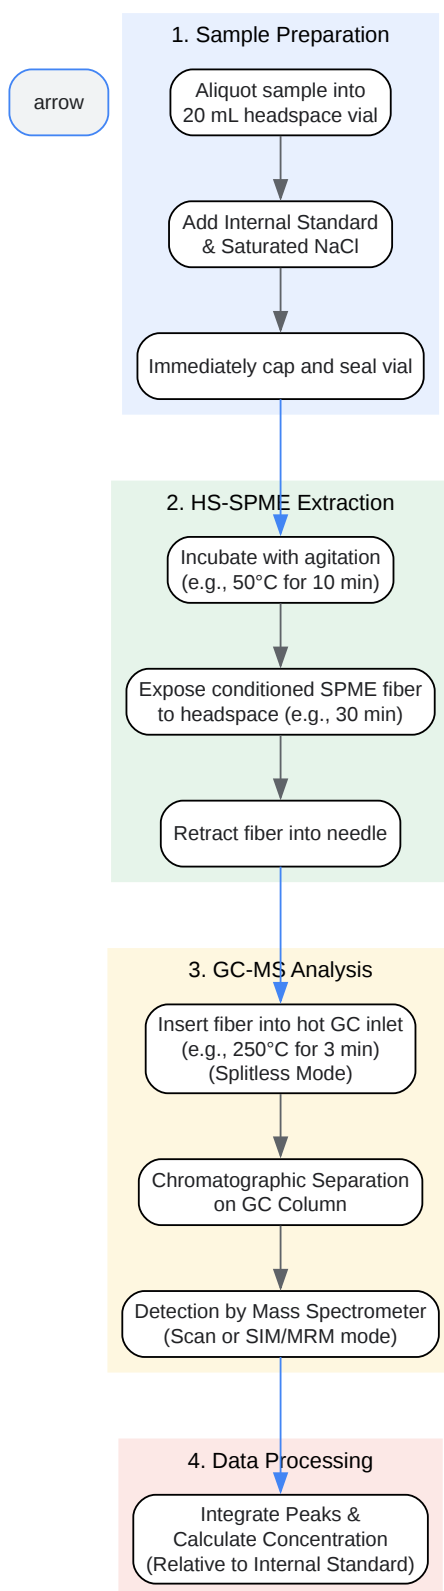 1. Sample Preparation
arrow
Aliquot sample into
20 mL headspace vial
Add Internal Standard
& Saturated NaCl
Immediately cap and seal vial
2. HS-SPME Extraction
Incubate with agitation
(e.g., 50°C for 10 min)
Expose conditioned SPME fiber
to headspace (e.g., 30 min)
Retract fiber into needle
3. GC-MS Analysis
Insert fiber into hot GC inlet
(e.g., 250°C for 3 min)
(Splitless Mode)
Chromatographic Separation
on GC Column
Detection by Mass Spectrometer
(Scan or SIM/MRM mode)
4. Data Processing
Integrate Peaks &
Calculate Concentration
(Relative to Internal Standard)